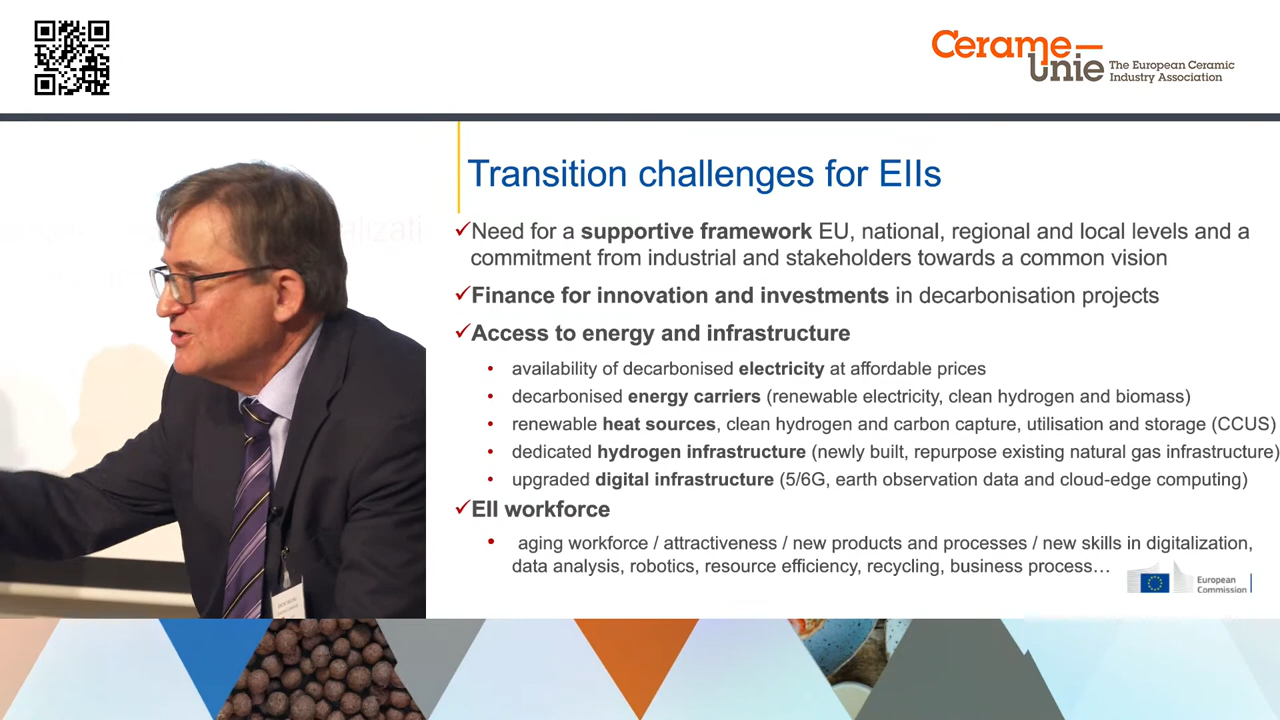 Cerame
Unie The European Ceramic
Industry Association
Transition challenges for EIIs
✓Need for a supportive framework EU, national, regional and local levels and a
commitment from industrial and stakeholders towards a common vision
✓Finance for innovation and investments in decarbonisation projects
✓Access to energy and infrastructure
• availability of decarbonised electricity at affordable prices
• decarbonised energy carriers (renewable electricity, clean hydrogen and biomass)
• renewable heat sources, clean hydrogen and carbon capture, utilisation and storage (CCUS)
• dedicated hydrogen infrastructure (newly built, repurpose existing natural gas infrastructure)
• upgraded digital infrastructure (5/6G, earth observation data and cloud-edge computing)
✓EII workforce
• aging workforce / attractiveness / new products and processes / new skills in digitalization,
data analysis, robotics, resource efficiency, recycling, business process…
European
Commission